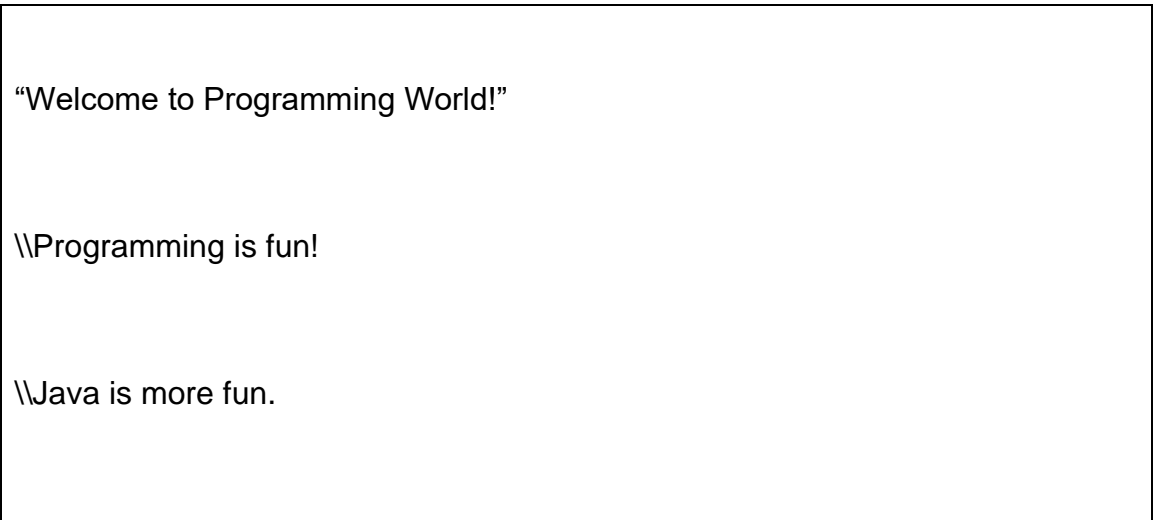 “Welcome to Programming World!”
\\Programming is fun!
\\Java is more fun.